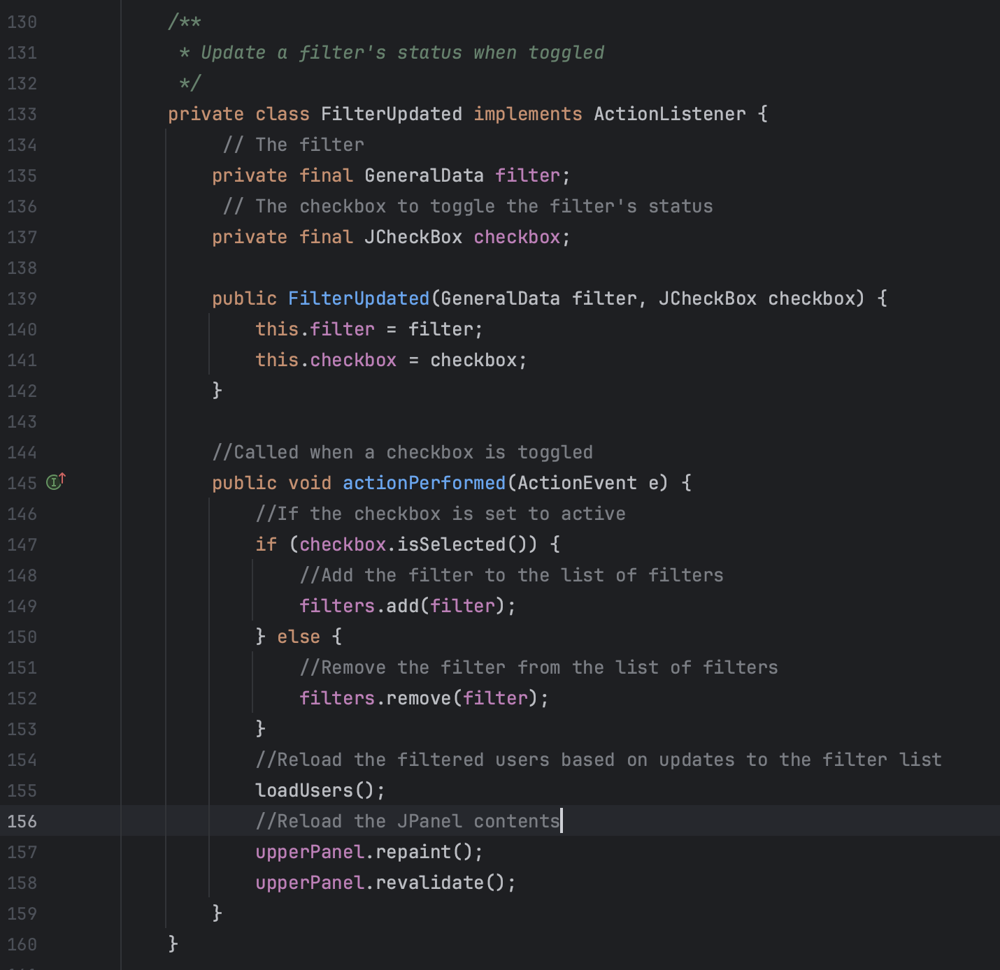 130 /**
131 * Update a filter's status when toggled
132 */
133 private class FilterUpdated implements ActionListener {
134 // The filter
135 private final GeneralData filter;
136 // The checkbox to toggle the filter's status
137 private final JCheckBox checkbox;
138
139 public FilterUpdated(GeneralData filter, JCheckBox checkbox) {
140 this.filter = filter;
141 this.checkbox = checkbox;
142 }
143
144 //Called when a checkbox is toggled
145 public void actionPerformed(ActionEvent e) {
146 //If the checkbox is set to active
147 if (checkbox.isSelected()) {
148 //Add the filter to the list of filters
149 filters.add(filter);
150 } else {
151 //Remove the filter from the list of filters
152 filters.remove(filter);
153 }
154 //Reload the filtered users based on updates to the filter list
155 loadUsers();
156 //Reload the JPanel contents
157 upperPanel.repaint();
158 upperPanel.revalidate();
159 }
160 }